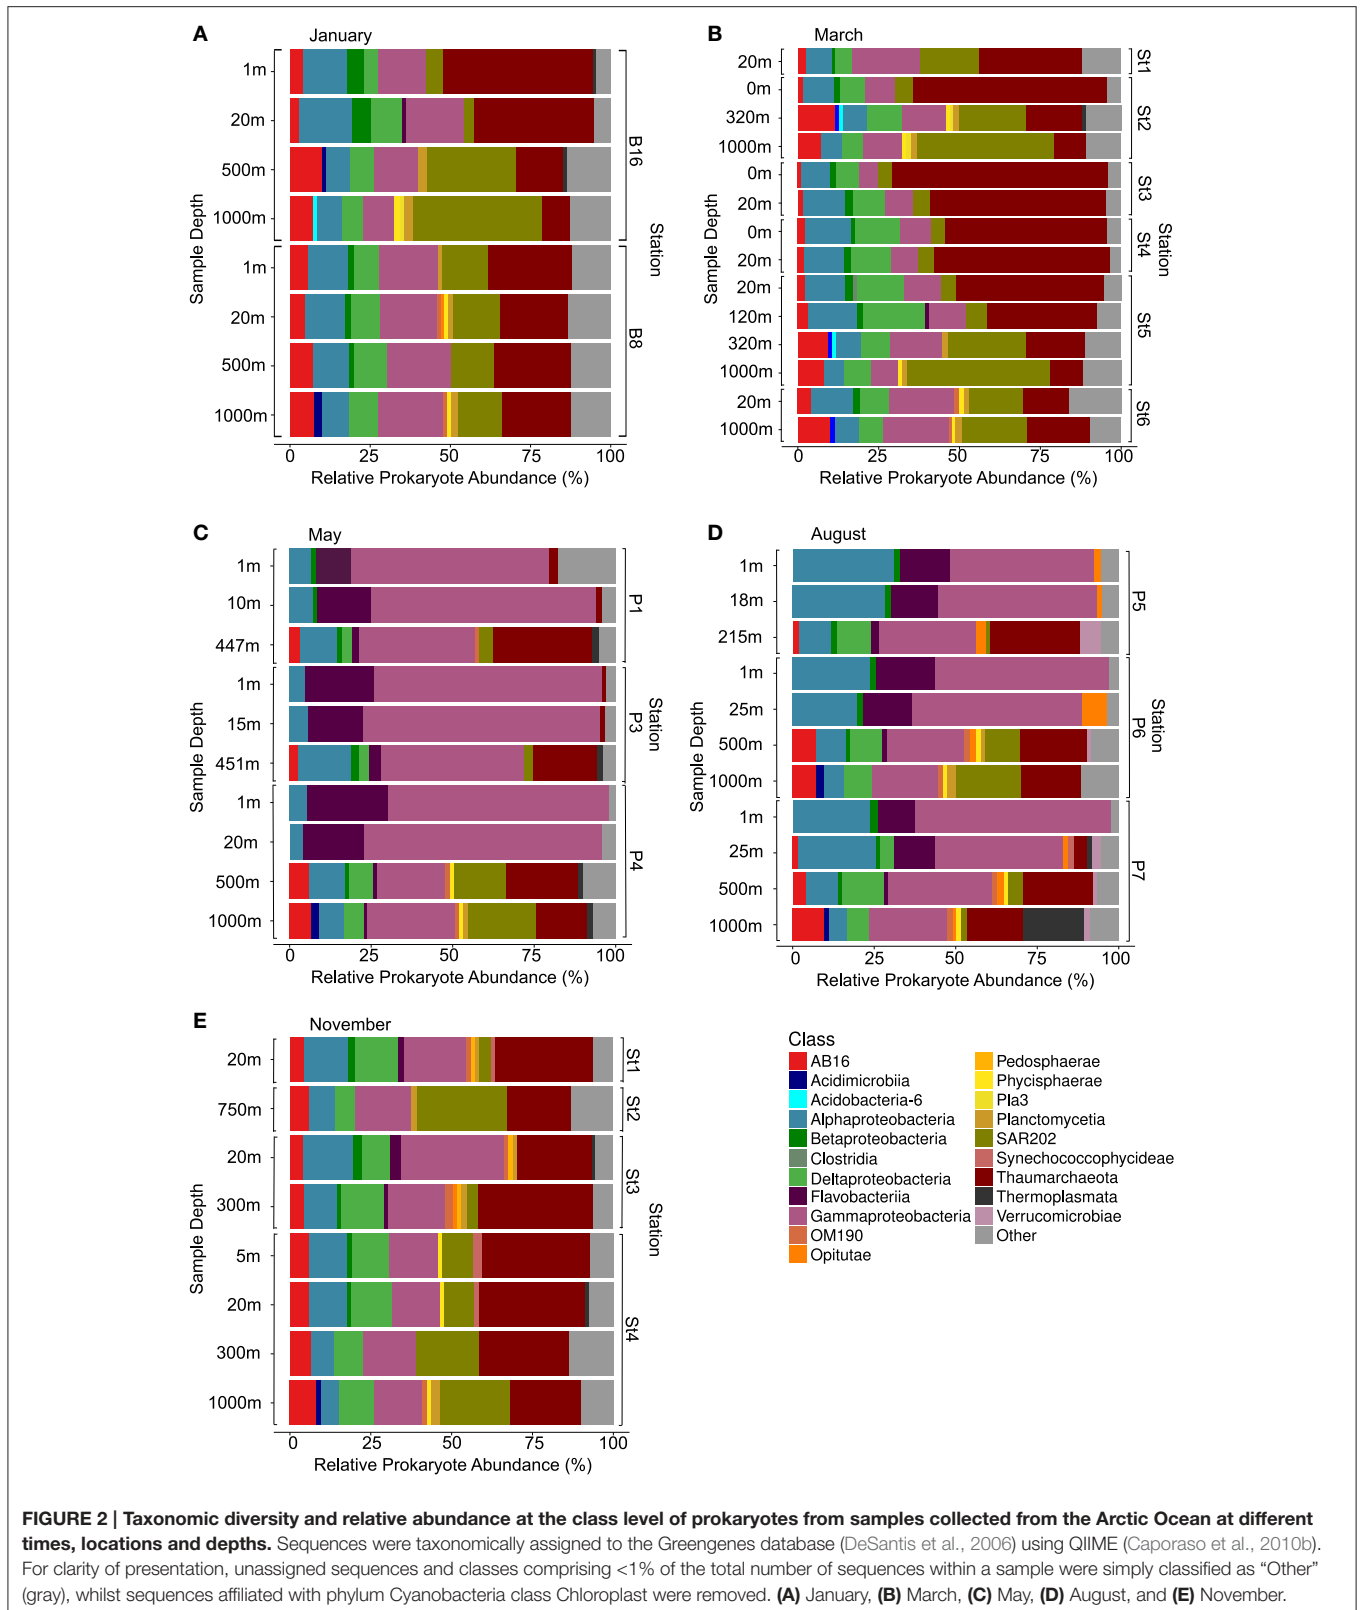 A
January
1m
20m
500m
1000m
1m
20m
500m
1000m
Sample Depth
B16
B8
Station
0 25 50 75 100
Relative Prokaryote Abundance (%)
B
March
20m
0m
320m
1000m
0m
20m
0m
20m
20m
120m
320m
1000m
20m
1000m
Sample Depth
St1
St2
St3
St4
St5
St6
Station
0 25 50 75 100
Relative Prokaryote Abundance (%)
C
May
1m
10m
447m
1m
15m
451m
1m
20m
500m
1000m
Sample Depth
P1
P3
P4
Station
0 25 50 75 100
Relative Prokaryote Abundance (%)
D
August
1m
18m
215m
1m
25m
500m
1000m
1m
25m
500m
1000m
Sample Depth
P5
P6
P7
Station
0 25 50 75 100
Relative Prokaryote Abundance (%)
E
November
20m
750m
20m
300m
5m
20m
300m
1000m
Sample Depth
St1
St2
St3
St4
Station
0 25 50 75 100
Relative Prokaryote Abundance (%)
Class
AB16
Acidimicrobiia
Acidobacteria-6
Alphaproteobacteria
Betaproteobacteria
Clostridia
Deltaproteobacteria
Flavobacteriia
Gammaproteobacteria
OM190
Opitutae
Pedosphaerae
Phycisphaerae
Pla3
Planctomycetia
SAR202
Synechococcophycideae
Thaumarchaeota
Thermoplasmata
Verrucomicrobiae
Other
FIGURE 2 | Taxonomic diversity and relative abundance at the class level of prokaryotes from samples collected from the Arctic Ocean at different
times, locations and depths. Sequences were taxonomically assigned to the Greengenes database (DeSantis et al., 2006) using QIIME (Caporaso et al., 2010b).
For clarity of presentation, unassigned sequences and classes comprising <1% of the total number of sequences within a sample were simply classified as “Other”
(gray), whilst sequences affiliated with phylum Cyanobacteria class Chloroplast were removed. (A) January, (B) March, (C) May, (D) August, and (E) November.